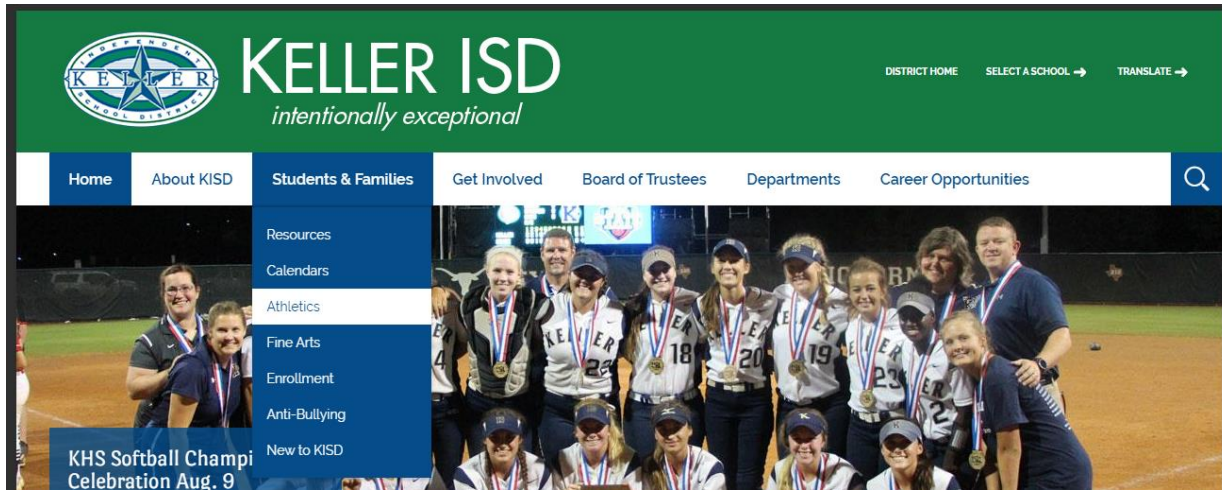 INDEPENDENT
KELLER
SCHOOL DISTRICT
KELLER ISD
intentionally exceptional
DISTRICT HOME
SELECT A SCHOOL
TRANSLATE
Home
About KISD
Students & Families
Get Involved
Board of Trustees
Departments
Career Opportunities
Resources
Calendars
Athletics
Fine Arts
Enrollment
Anti-Bullying
New to KISD
KHS Softball Champi
Celebration Aug. 9
KELLER
18
20
19
23
2